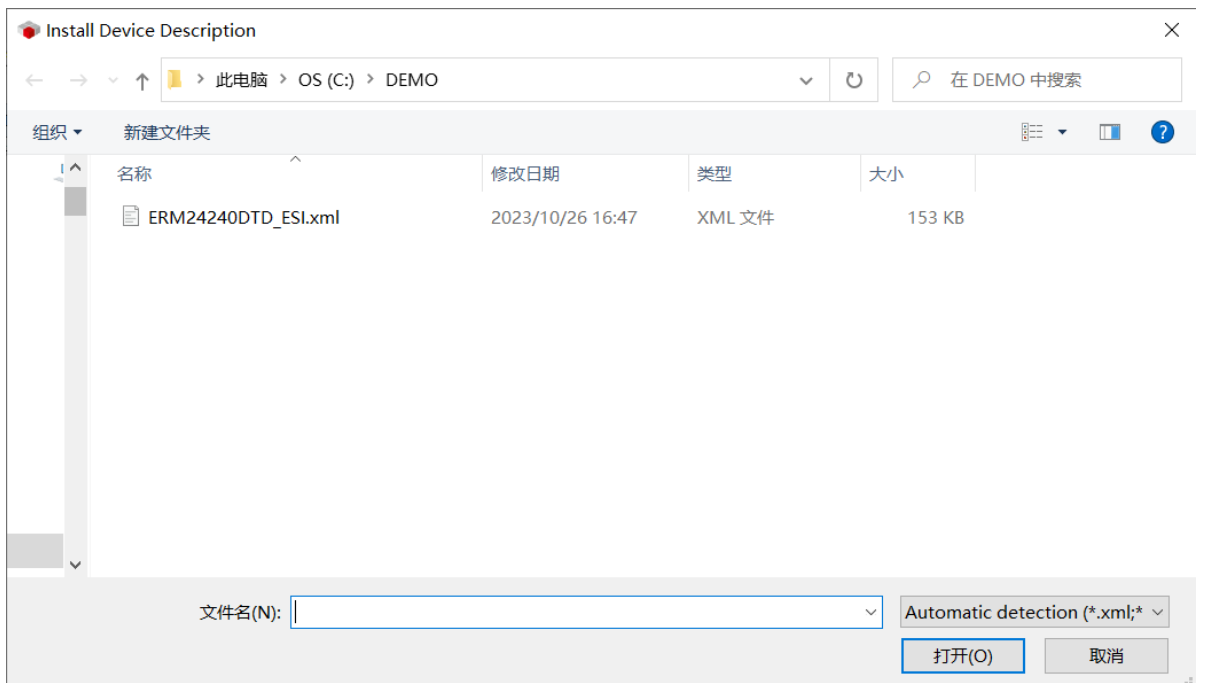 Install Device Description
此电脑 > OS (C:) > DEMO
在 DEMO 中搜索
组织 新建文件夹
名称 修改日期 类型 大小
ERM24240DTD_ESI.xml 2023/10/26 16:47 XML 文件 153 KB
文件名(N): Automatic detection (*.xml;*
打开(O) 取消